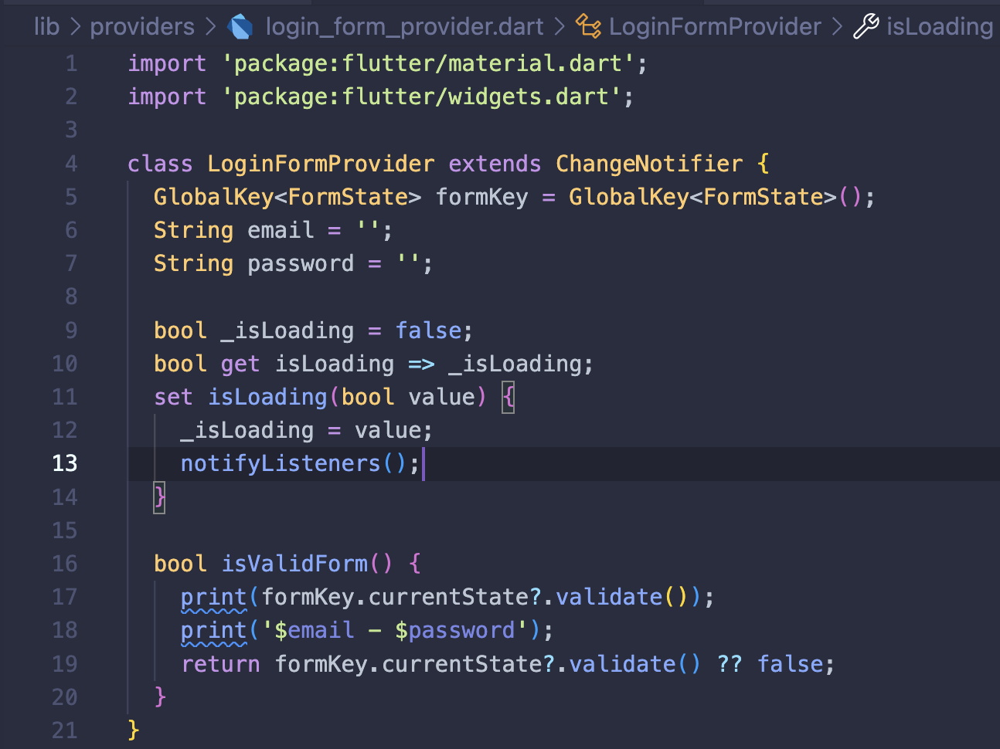 lib > providers > login_form_provider.dart > LoginFormProvider > isLoading
1 import 'package:flutter/material.dart';
2 import 'package:flutter/widgets.dart';
3
4 class LoginFormProvider extends ChangeNotifier {
5   GlobalKey<FormState> formKey = GlobalKey<FormState>();
6   String email = '';
7   String password = '';
8
9   bool _isLoading = false;
10   bool get isLoading => _isLoading;
11   set isLoading(bool value) {
12     _isLoading = value;
13     notifyListeners();
14   }
15
16   bool isValidForm() {
17     print(formKey.currentState?.validate());
18     print('$email - $password');
19     return formKey.currentState?.validate() ?? false;
20   }
21 }